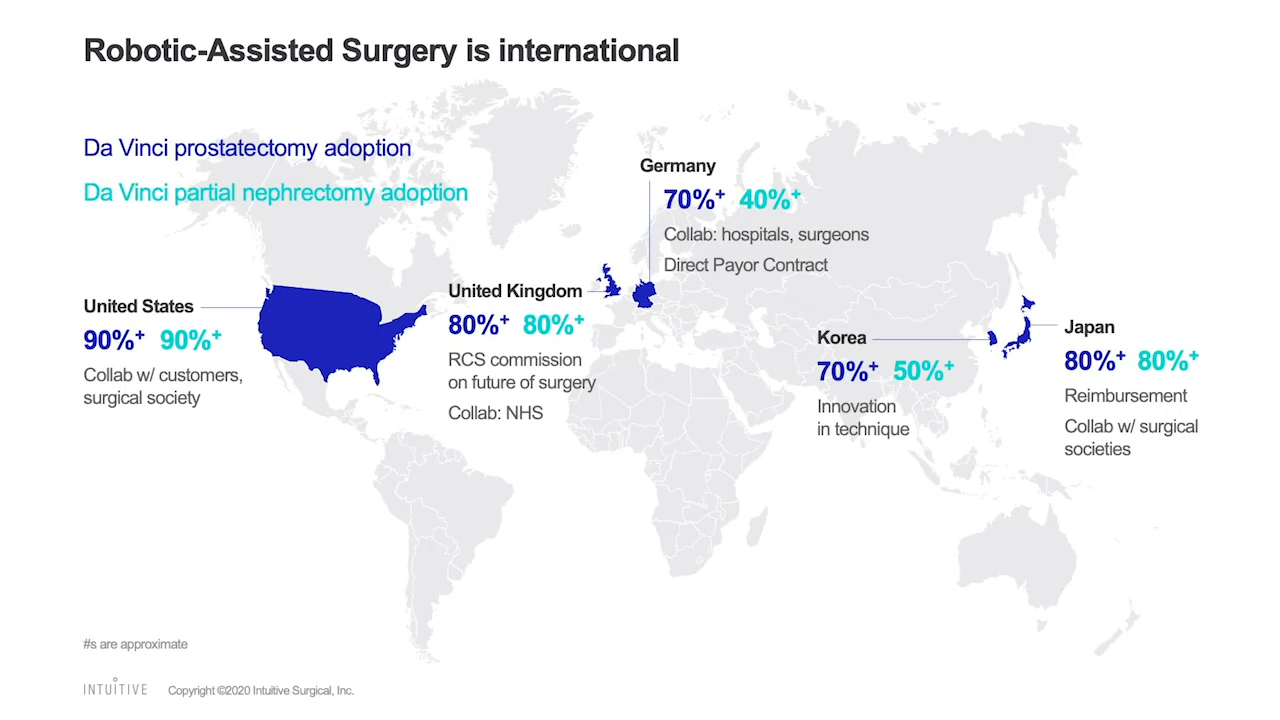 Robotic-Assisted Surgery is international
Da Vinci prostatectomy adoption
Da Vinci partial nephrectomy adoption
United States
90%+ 90%+
Collab w/ customers,
surgical society
United Kingdom
80%+ 80%+
RCS commission
on future of surgery
Collab: NHS
Germany
70%+ 40%+
Collab: hospitals, surgeons
Direct Payor Contract
Korea
70%+ 50%+
Innovation
in technique
Japan
80%+ 80%+
Reimbursement
Collab w/ surgical
societies
#s are approximate
INTUITIVE Copyright ©2020 Intuitive Surgical, Inc.